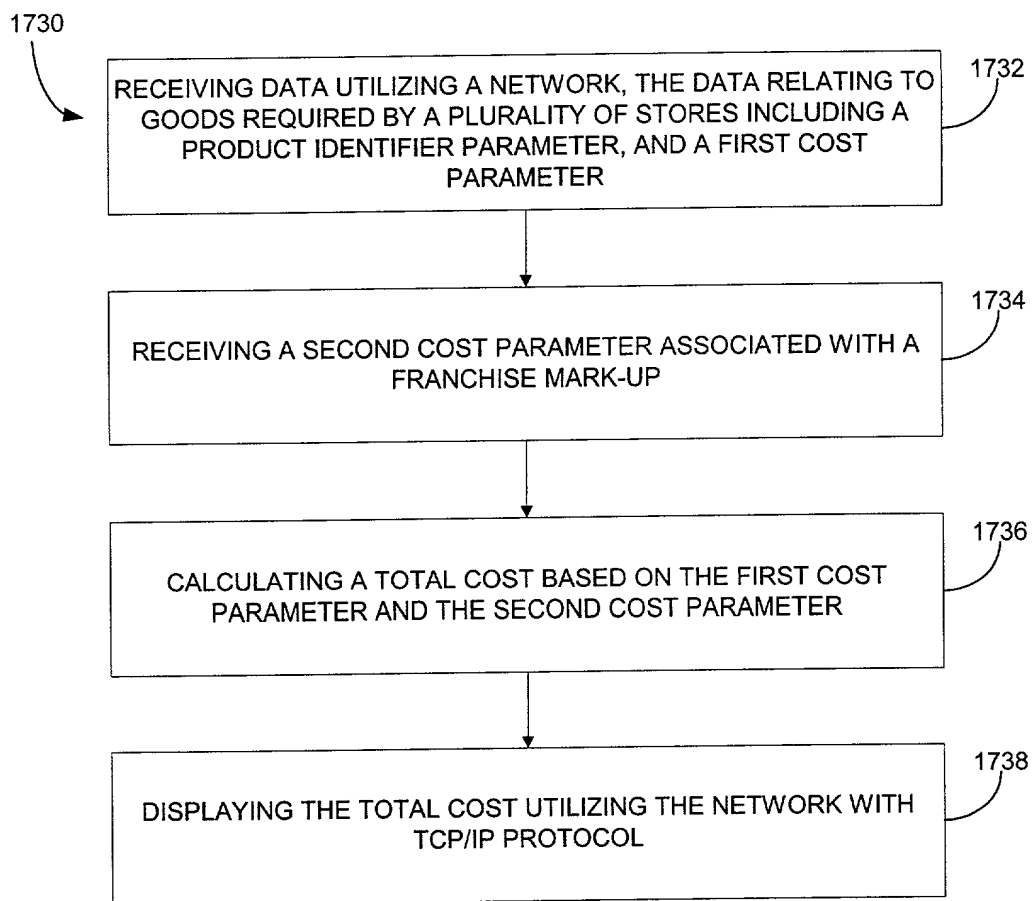 1730
1732
RECEIVING DATA UTILIZING A NETWORK, THE DATA RELATING TO
GOODS REQUIRED BY A PLURALITY OF STORES INCLUDING A
PRODUCT IDENTIFIER PARAMETER, AND A FIRST COST
PARAMETER
1734
RECEIVING A SECOND COST PARAMETER ASSOCIATED WITH A
FRANCHISE MARK-UP
1736
CALCULATING A TOTAL COST BASED ON THE FIRST COST
PARAMETER AND THE SECOND COST PARAMETER
1738
DISPLAYING THE TOTAL COST UTILIZING THE NETWORK WITH
TCP/IP PROTOCOL